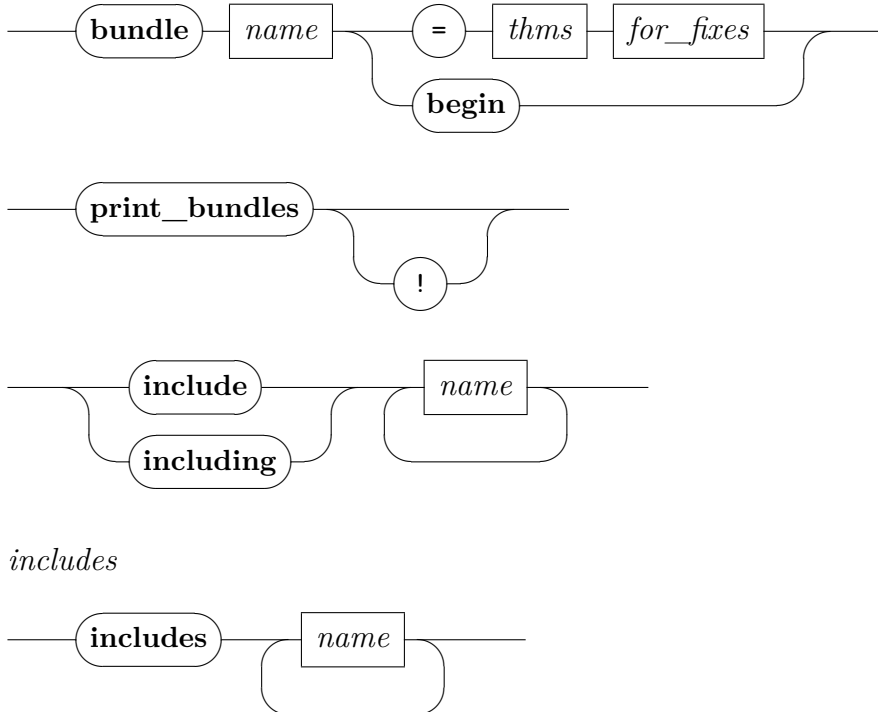 bundle name = thms for_fixes
begin
print_bundles
!
include name
including
includes
includes name